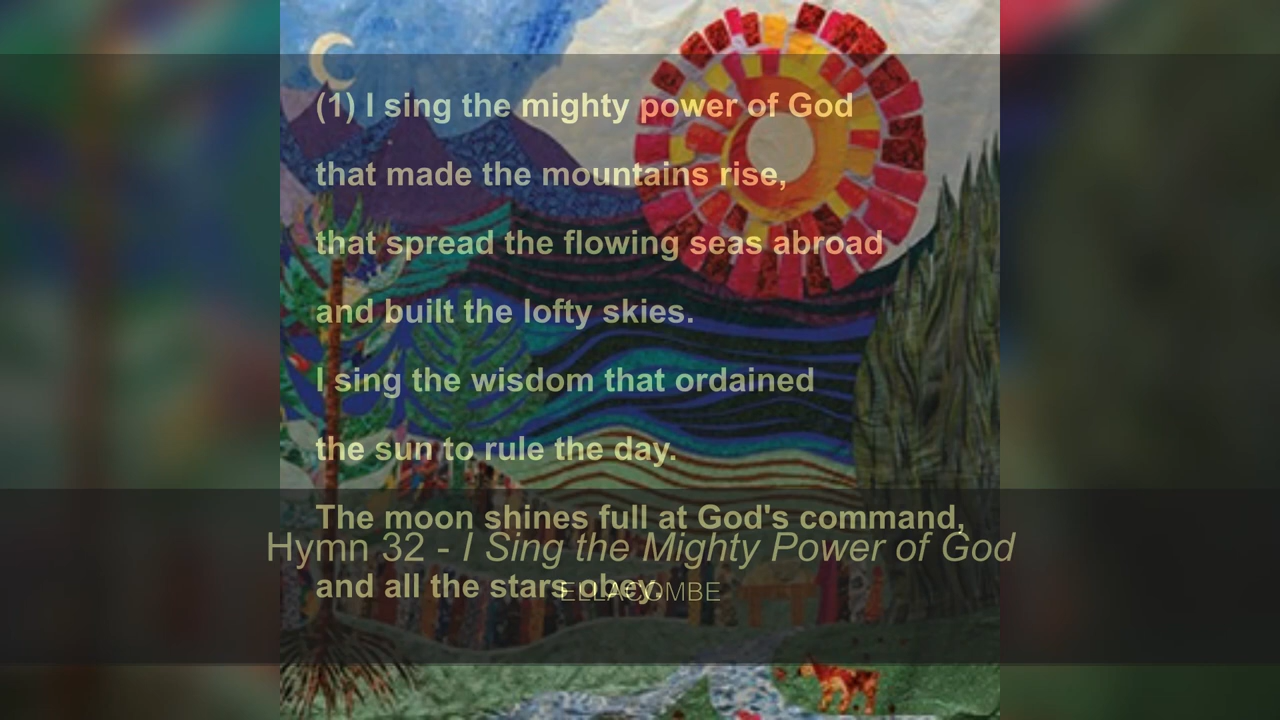 (1) I sing the mighty power of God
that made the mountains rise,
that spread the flowing seas abroad
and built the lofty skies.
I sing the wisdom that ordained
the sun to rule the day.
The moon shines full at God's command,
Hymn 32 - I Sing the Mighty Power of God
and all the stars obey.
ELLACOMBE